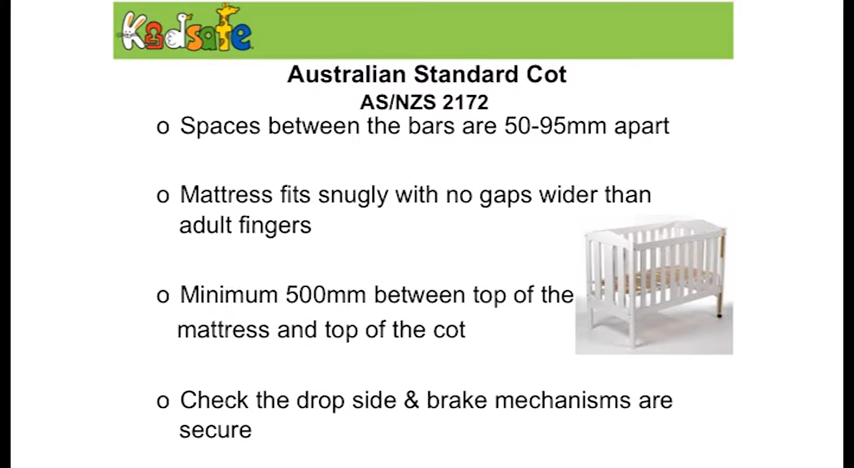 Kidsafe
Australian Standard Cot
AS/NZS 2172
o Spaces between the bars are 50-95mm apart
o Mattress fits snugly with no gaps wider than
adult fingers
o Minimum 500mm between top of the
mattress and top of the cot
o Check the drop side & brake mechanisms are
secure